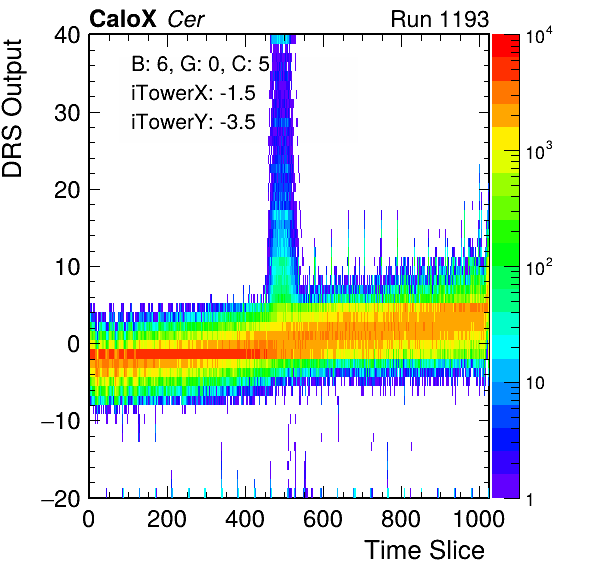 CaloX Cer Run 1193
DRS Output
B: 6, G: 0, C: 5
iTowerX: -1.5
iTowerY: -3.5
40
30
20
10
0
−10
−20
0 200 400 600 800 1000
Time Slice
10^4
10^3
10^2
10
1